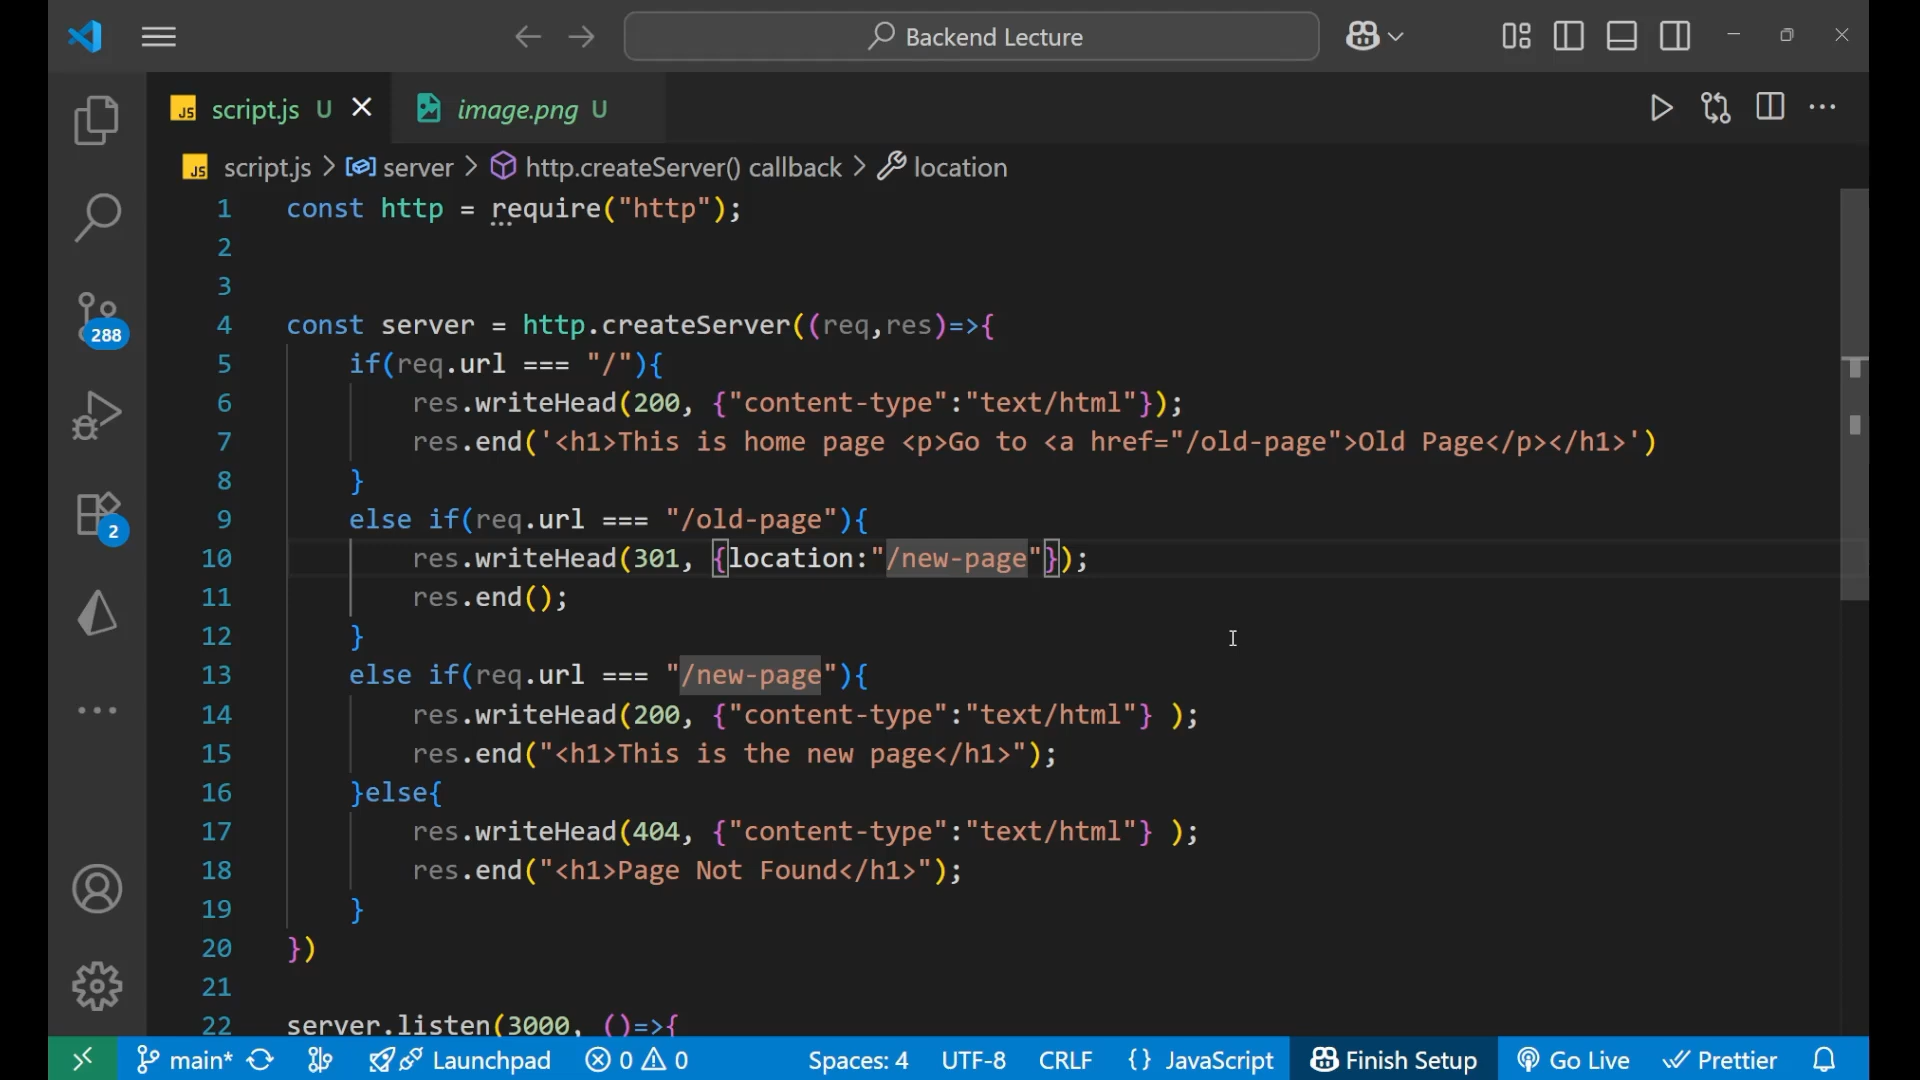 Backend Lecture
script.js U
image.png U
script.js > server > http.createServer() callback > location
1 const http = require("http");
2
3
4 const server = http.createServer((req,res)=>{
5 if(req.url === "/"){
6 res.writeHead(200, {"content-type":"text/html"});
7 res.end('<h1>This is home page <p>Go to <a href="/old-page">Old Page</p></h1>')
8 }
9 else if(req.url === "/old-page"){
10 res.writeHead(301, {location:"/new-page"});
11 res.end();
12 }
13 else if(req.url === "/new-page"){
14 res.writeHead(200, {"content-type":"text/html"} );
15 res.end("<h1>This is the new page</h1>");
16 }else{
17 res.writeHead(404, {"content-type":"text/html"} );
18 res.end("<h1>Page Not Found</h1>");
19 }
20 })
21
22 server.listen(3000, ()=>{
288
2
main* Launchpad 0 0 Spaces: 4 UTF-8 CRLF {} JavaScript Finish Setup Go Live Prettier